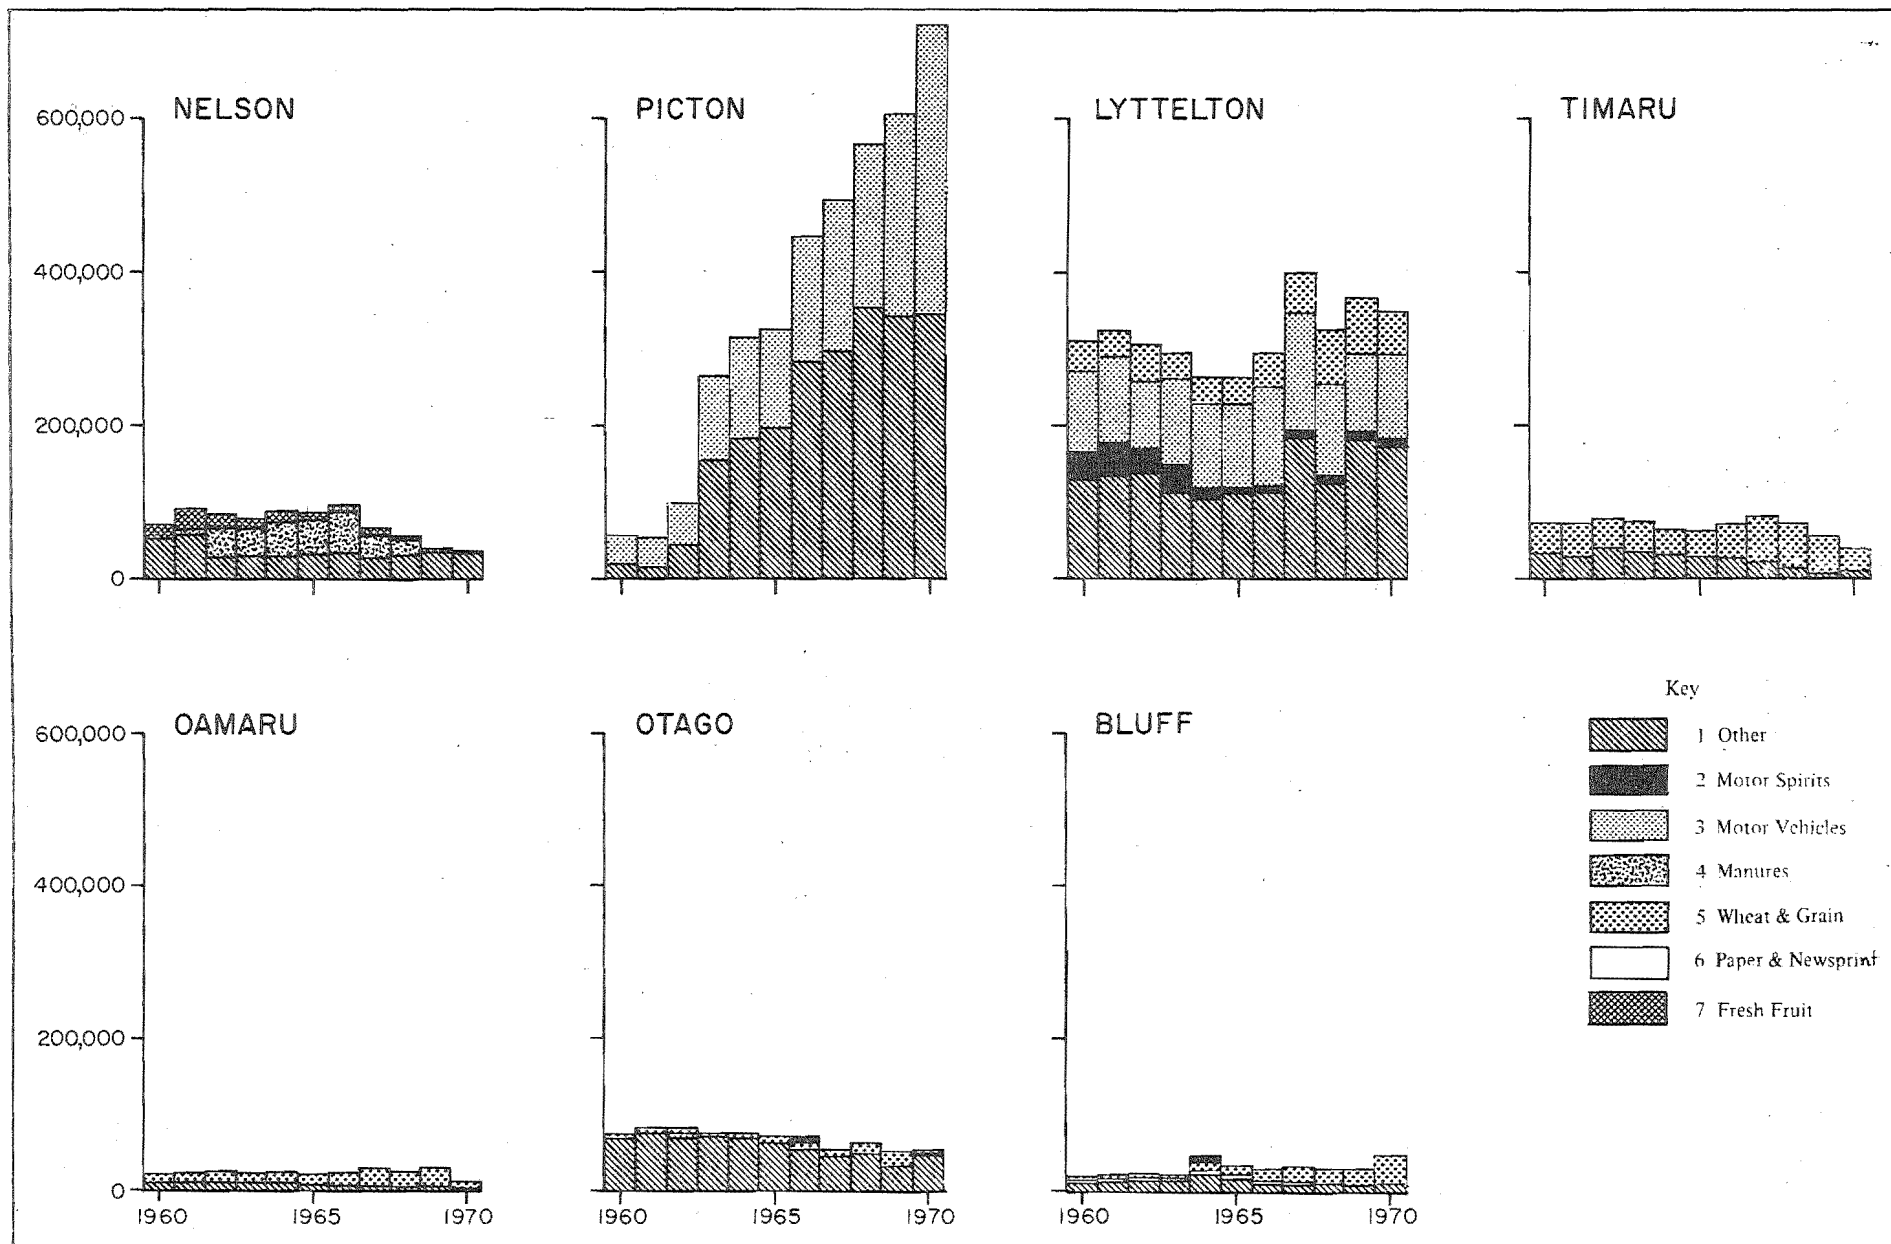 NELSON
PICTON
LYTTELTON
TIMARU
600,000
400,000
200,000
0
OAMARU
OTAGO
BLUFF
600,000
400,000
200,000
0
1960 1965 1970
1960 1965 1970
1960 1965 1970
Key
1 Other
2 Motor Spirits
3 Motor Vehicles
4 Manures
5 Wheat & Grain
6 Paper & Newsprint
7 Fresh Fruit